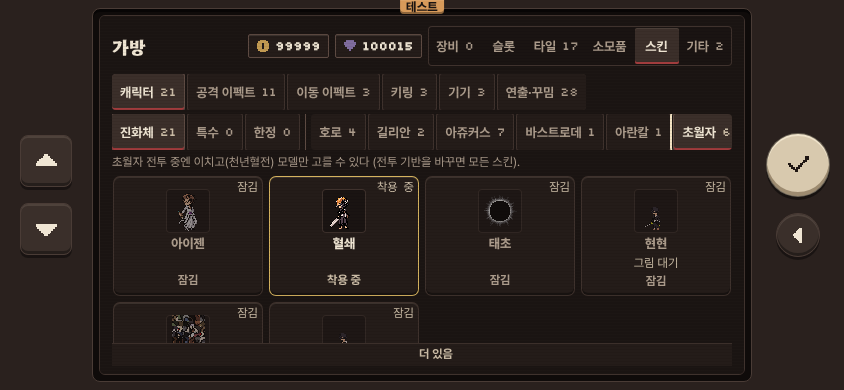 테스트
가방
99999
100015
장비 0 슬롯 타일 17 소모품 스킨 기타 2
캐릭터 21 공격 이펙트 11 이동 이펙트 3 키링 3 기기 3 연출·꾸밈 28
진화체 21 특수 0 한정 0 호로 4 길리안 2 아쥬커스 7 바스트로데 1 아란칼 1 초월자 6
초월자 전투 중엔 이치고(천년혈전) 모델만 고를 수 있다 (전투 기반을 바꾸면 모든 스킨).
잠김 착용 중 잠김 잠김
아이젠 혈쇄 태초 현현
그림 대기
잠김 착용 중 잠김 잠김
잠김 잠김
더 있음